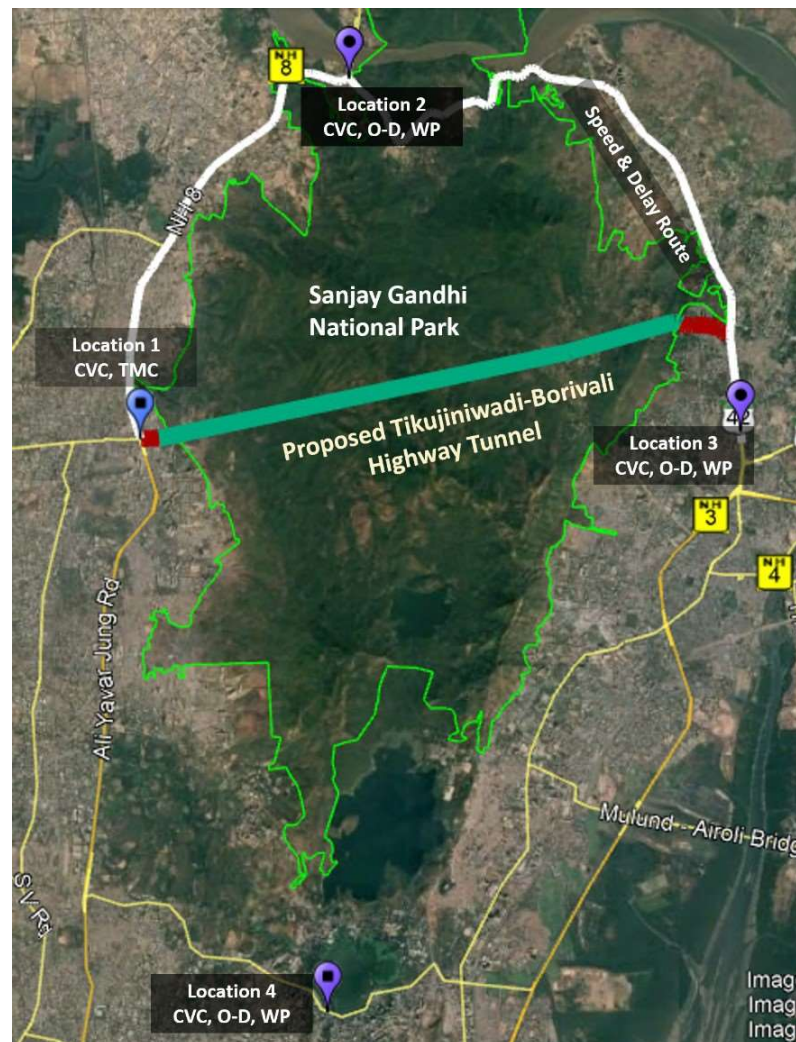 NH
8
Location 2
CVC, O-D, WP
Speed & Delay Route
NH 8
Sanjay Gandhi
National Park
Location 1
CVC, TMC
Proposed Tikujiniwadi-Borivali
Highway Tunnel
42
Location 3
CVC, O-D, WP
NH
3
NH
4
Ali Yavar Jung Rd
Mulund - Airoli Bridg
S V Rd
Location 4
CVC, O-D, WP
Imag
Imag
Imag